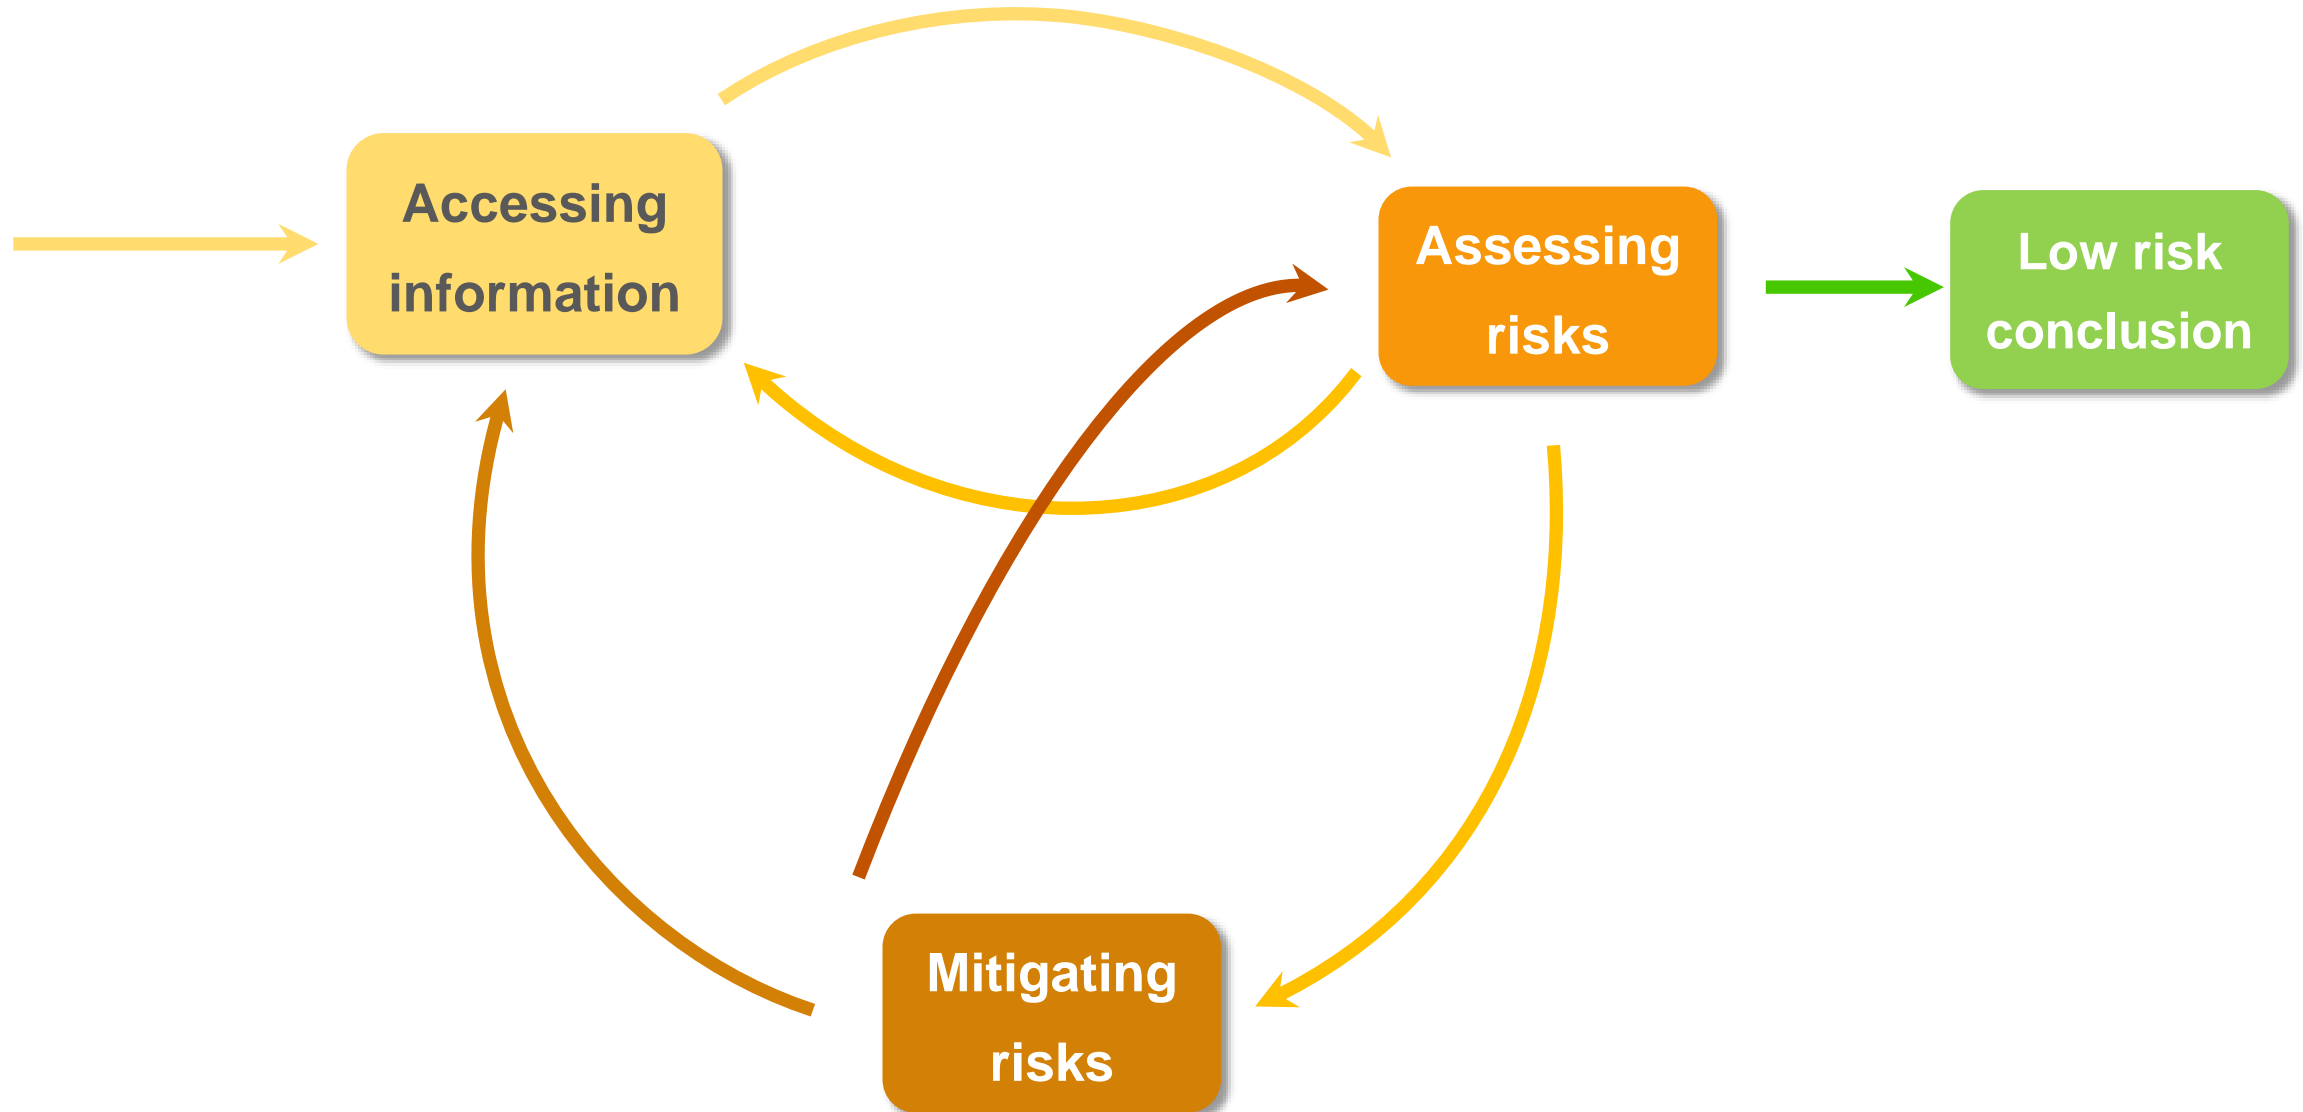 Accessing
information
Assessing
risks
Low risk
conclusion
Mitigating
risks